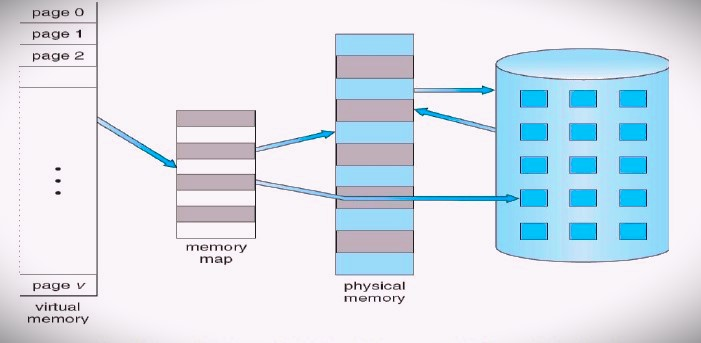 page 0
page 1
page 2
page v
virtual
memory
memory
map
physical
memory